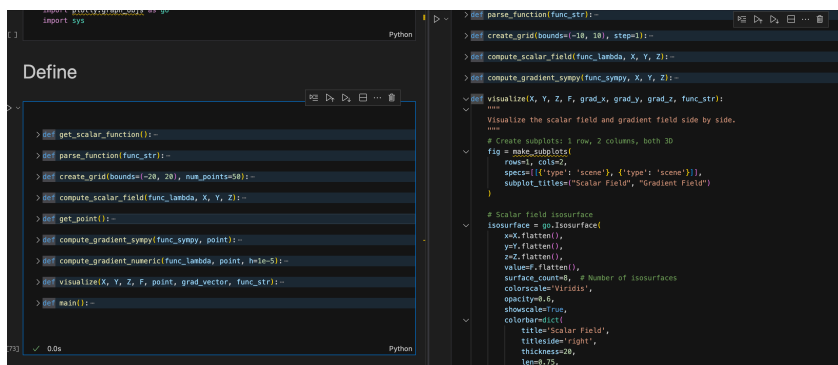 import plotly.graph_objs as go
import sys
[ ]
Python
Define
def get_scalar_function(): –
def parse_function(func_str): –
def create_grid(bounds=(-20, 20), num_points=50): –
def compute_scalar_field(func_lambda, X, Y, Z): –
def get_point(): –
def compute_gradient_sympy(func_sympy, point): –
def compute_gradient_numeric(func_lambda, point, h=1e-5): –
def visualize(X, Y, Z, F, point, grad_vector, func_str): –
def main(): –
[73]
0.0s
Python
def parse_function(func_str): –
def create_grid(bounds=(-10, 10), step=1): –
def compute_scalar_field(func_lambda, X, Y, Z): –
def compute_gradient_sympy(func_sympy, X, Y, Z): –
def visualize(X, Y, Z, F, grad_x, grad_y, grad_z, func_str):
"""
Visualize the scalar field and gradient field side by side.
"""
# Create subplots: 1 row, 2 columns, both 3D
fig = make_subplots(
rows=1, cols=2,
specs=[[{'type': 'scene'}, {'type': 'scene'}]],
subplot_titles=("Scalar Field", "Gradient Field")
)
# Scalar field isosurface
isosurface = go.Isosurface(
x=X.flatten(),
y=Y.flatten(),
z=Z.flatten(),
value=F.flatten(),
surface_count=8, # Number of isosurfaces
colorscale='Viridis',
opacity=0.6,
showscale=True,
colorbar=dict(
title='Scalar Field',
titleside='right',
thickness=20,
len=0.75,